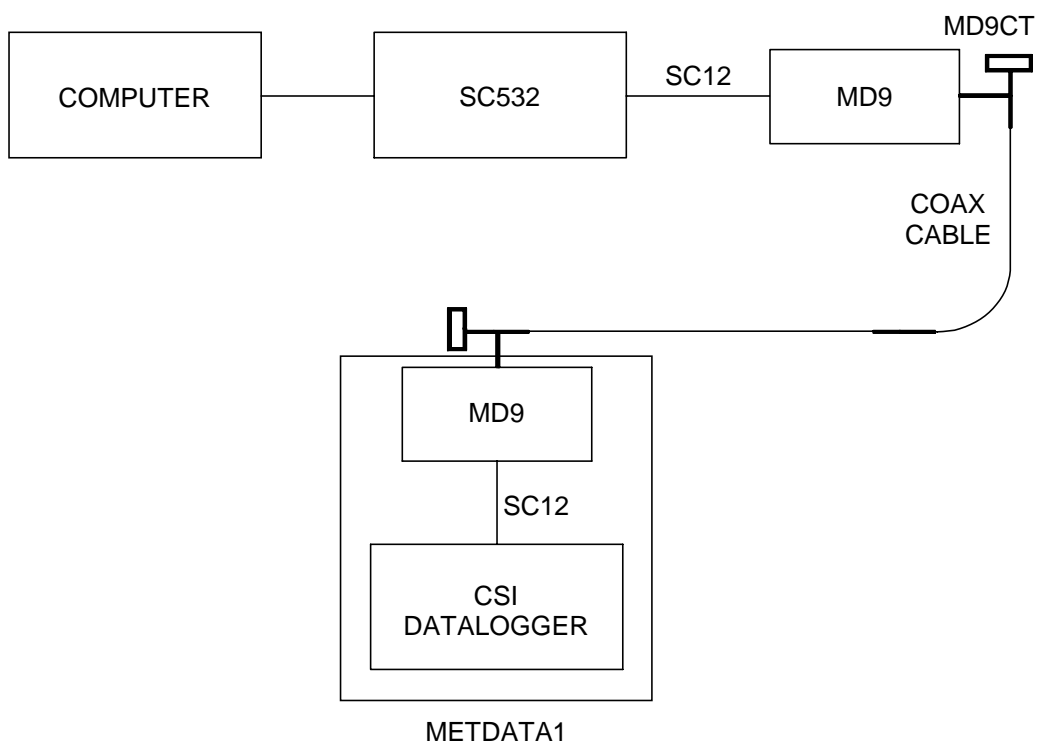 MD9CT
COMPUTER
SC532
SC12
MD9
COAX
CABLE
MD9
SC12
CSI
DATALOGGER
METDATA1